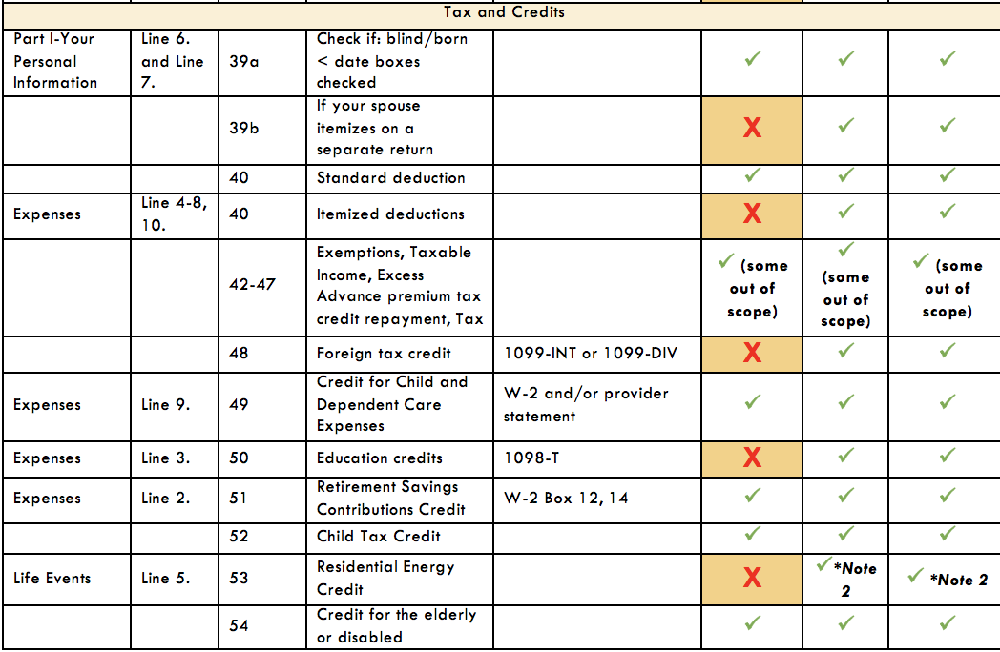 Tax and Credits
Part I-Your Personal Information Line 6. and Line 7. 39a Check if: blind/born < date boxes checked ✓ ✓ ✓
39b If your spouse itemizes on a separate return X ✓ ✓
40 Standard deduction ✓ ✓ ✓
Expenses Line 4-8, 10. 40 Itemized deductions X ✓ ✓
42-47 Exemptions, Taxable Income, Excess Advance premium tax credit repayment, Tax ✓ (some out of scope) ✓ (some out of scope) ✓ (some out of scope)
48 Foreign tax credit 1099-INT or 1099-DIV X ✓ ✓
Expenses Line 9. 49 Credit for Child and Dependent Care Expenses W-2 and/or provider statement ✓ ✓ ✓
Expenses Line 3. 50 Education credits 1098-T X ✓ ✓
Expenses Line 2. 51 Retirement Savings Contributions Credit W-2 Box 12, 14 ✓ ✓ ✓
52 Child Tax Credit ✓ ✓ ✓
Life Events Line 5. 53 Residential Energy Credit X ✓ *Note 2 ✓ *Note 2
54 Credit for the elderly or disabled ✓ ✓ ✓